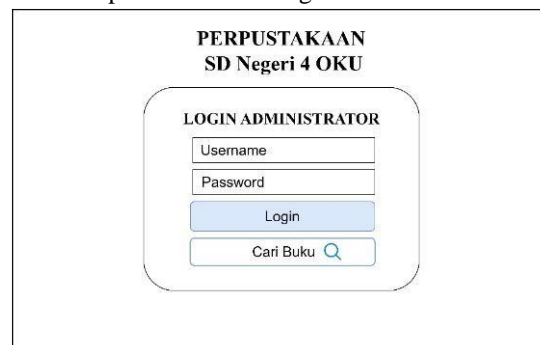 PERPUSTAKAAN
SD Negeri 4 OKU
LOGIN ADMINISTRATOR
Username
Password
Login
Cari Buku